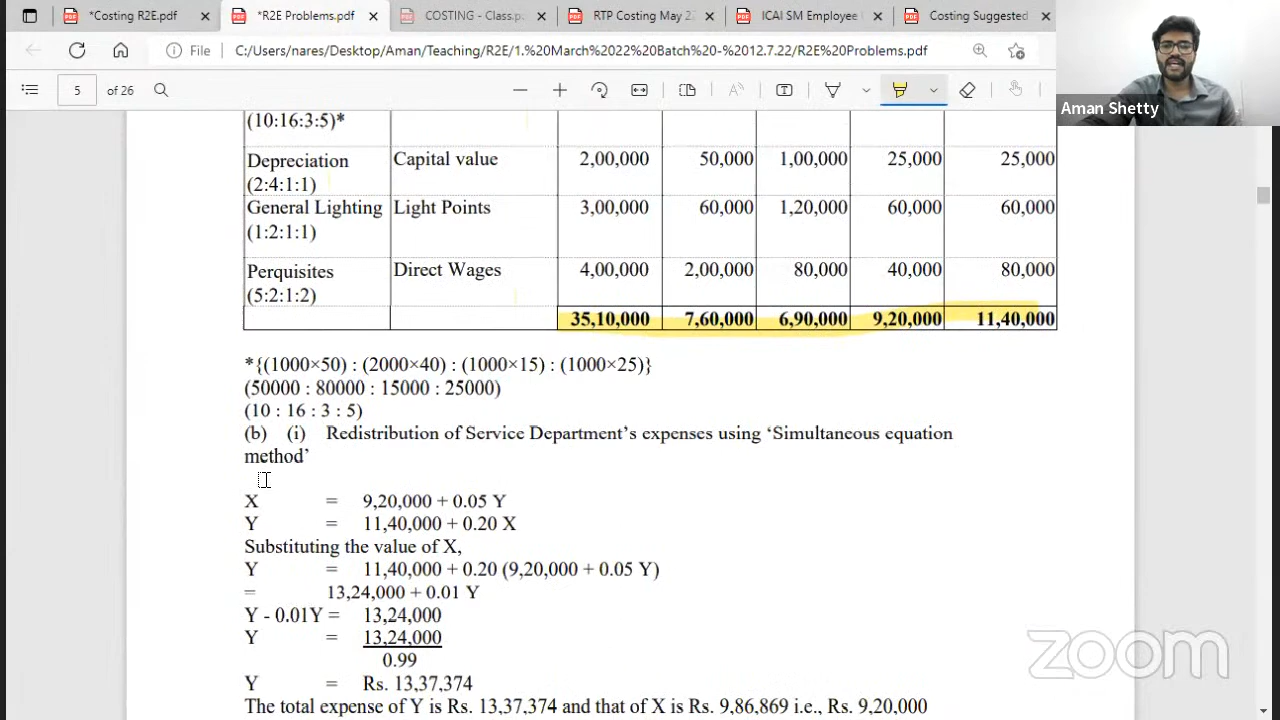 *Costing R2E.pdf
*R2E Problems.pdf
COSTING - Class.p
RTP Costing May 2
ICAI SM Employee
Costing Suggested
File C:/Users/nares/Desktop/Aman/Teaching/R2E/1.%20March%2022%20Batch%20-%2012.7.22/R2E%20Problems.pdf
5 of 26
Aman Shetty
(10:16:3:5)*
Depreciation Capital value 2,00,000 50,000 1,00,000 25,000 25,000
(2:4:1:1)
General Lighting Light Points 3,00,000 60,000 1,20,000 60,000 60,000
(1:2:1:1)
Perquisites Direct Wages 4,00,000 2,00,000 80,000 40,000 80,000
(5:2:1:2)
35,10,000 7,60,000 6,90,000 9,20,000 11,40,000
*{(1000×50) : (2000×40) : (1000×15) : (1000×25)}
(50000 : 80000 : 15000 : 25000)
(10 : 16 : 3 : 5)
(b) (i) Redistribution of Service Department’s expenses using ‘Simultaneous equation
method’
X = 9,20,000 + 0.05 Y
Y = 11,40,000 + 0.20 X
Substituting the value of X,
Y = 11,40,000 + 0.20 (9,20,000 + 0.05 Y)
= 13,24,000 + 0.01 Y
Y - 0.01Y = 13,24,000
Y = 13,24,000
0.99
Y = Rs. 13,37,374
The total expense of Y is Rs. 13,37,374 and that of X is Rs. 9,86,869 i.e., Rs. 9,20,000
zoom